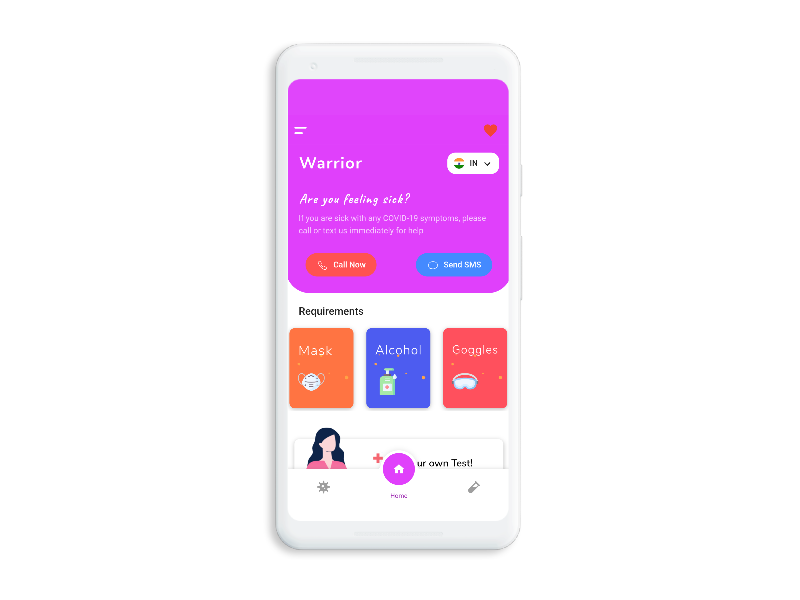 Warrior
IN
Are you feeling sick?
If you are sick with any COVID-19 symptoms, please
call or text us immediately for help
Call Now
Send SMS
Requirements
Mask
Alcohol
Goggles
ur own Test!
Home